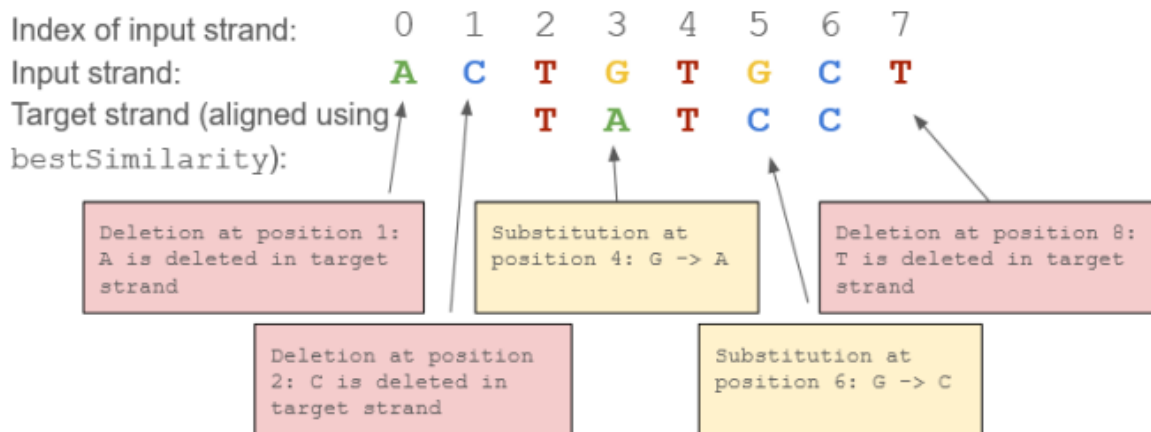 Index of input strand: 0 1 2 3 4 5 6 7
Input strand: A C T G T G C T
Target strand (aligned using T A T C C
bestSimilarity):
Deletion at position 1:
A is deleted in target
strand
Substitution at
position 4: G -> A
Deletion at position 8:
T is deleted in target
strand
Deletion at position
2: C is deleted in
target strand
Substitution at
position 6: G -> C